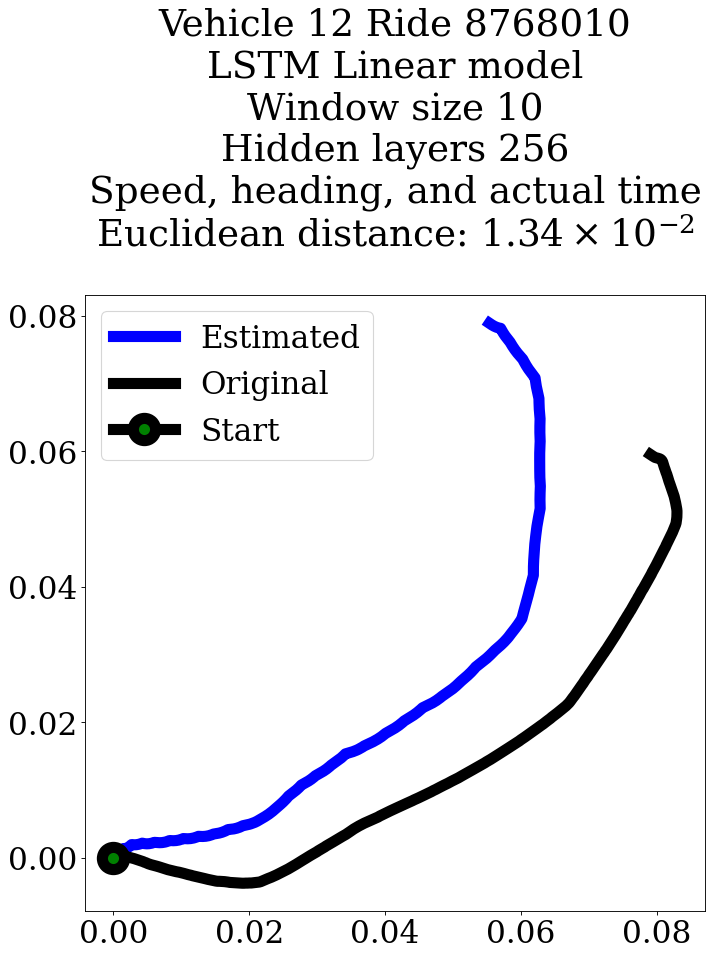 Vehicle 12 Ride 8768010
LSTM Linear model
Window size 10
Hidden layers 256
Speed, heading, and actual time
Euclidean distance: 1.34 × 10⁻²
Estimated
Original
Start
0.08
0.06
0.04
0.02
0.00
0.00 0.02 0.04 0.06 0.08